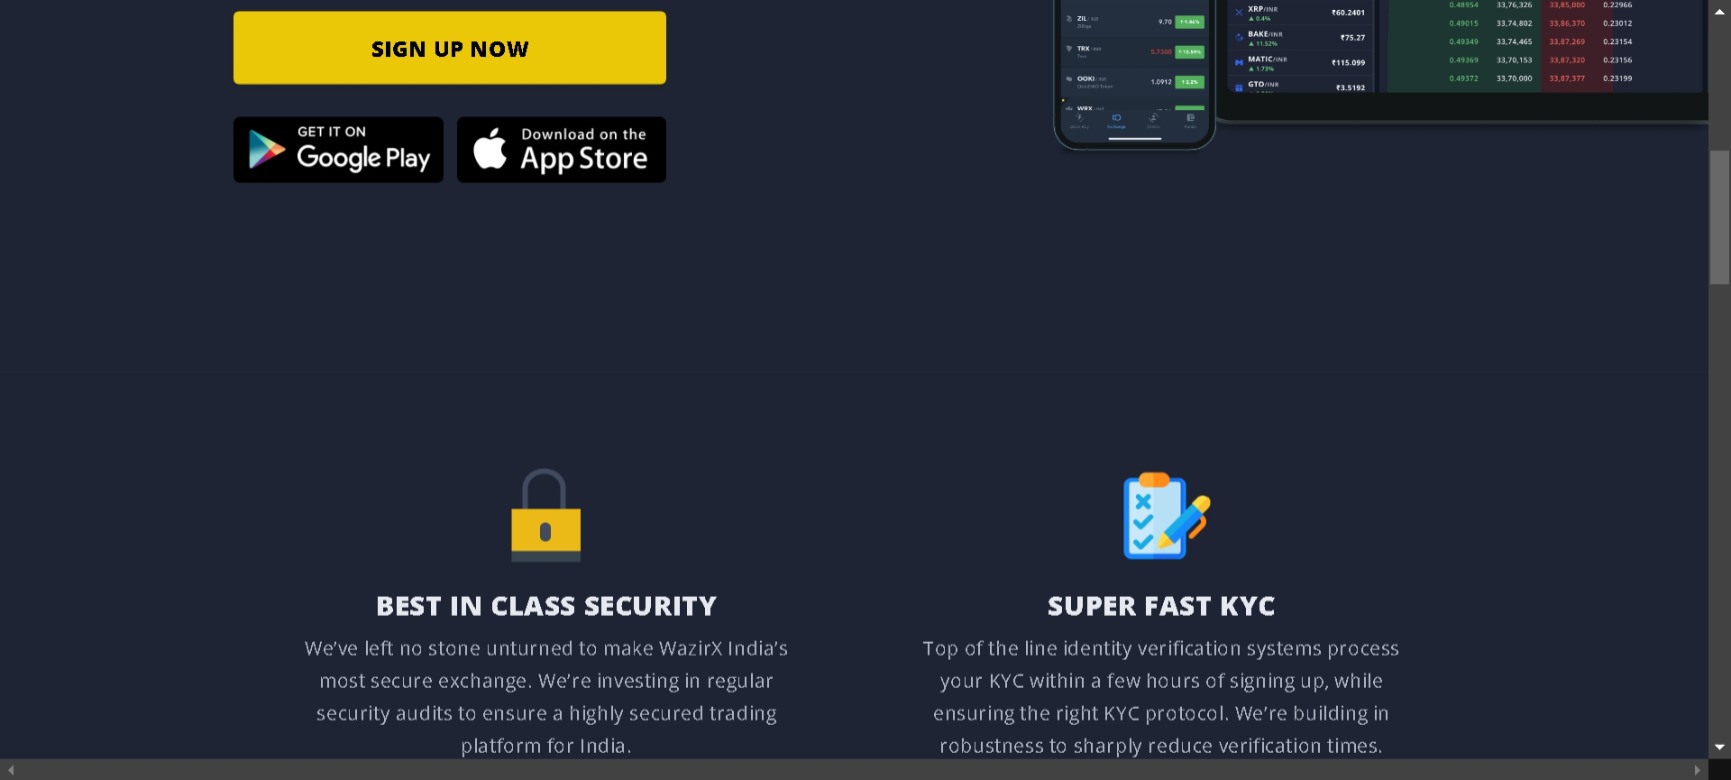 SIGN UP NOW
GET IT ON
Google Play
Download on the
App Store
ZIL/ INR
9.70
TRX / INR
5.7300
OOKI/ INR
1.0912
XRP/INR
0.4%
₹60.2401
BAKE/INR
11.52%
₹75.27
MATIC/INR
1.73%
₹115.099
GTO/INR
₹3.5192
0.48954 33,76,326 33,85,000 0.22966
0.49015 33,74,802 33,86,370 0.23012
0.49349 33,74,465 33,87,269 0.23154
0.49369 33,70,153 33,87,320 0.23156
0.49372 33,70,000 33,87,377 0.23199
BEST IN CLASS SECURITY
We’ve left no stone unturned to make WazirX India’s
most secure exchange. We’re investing in regular
security audits to ensure a highly secured trading
platform for India.
SUPER FAST KYC
Top of the line identity verification systems process
your KYC within a few hours of signing up, while
ensuring the right KYC protocol. We’re building in
robustness to sharply reduce verification times.